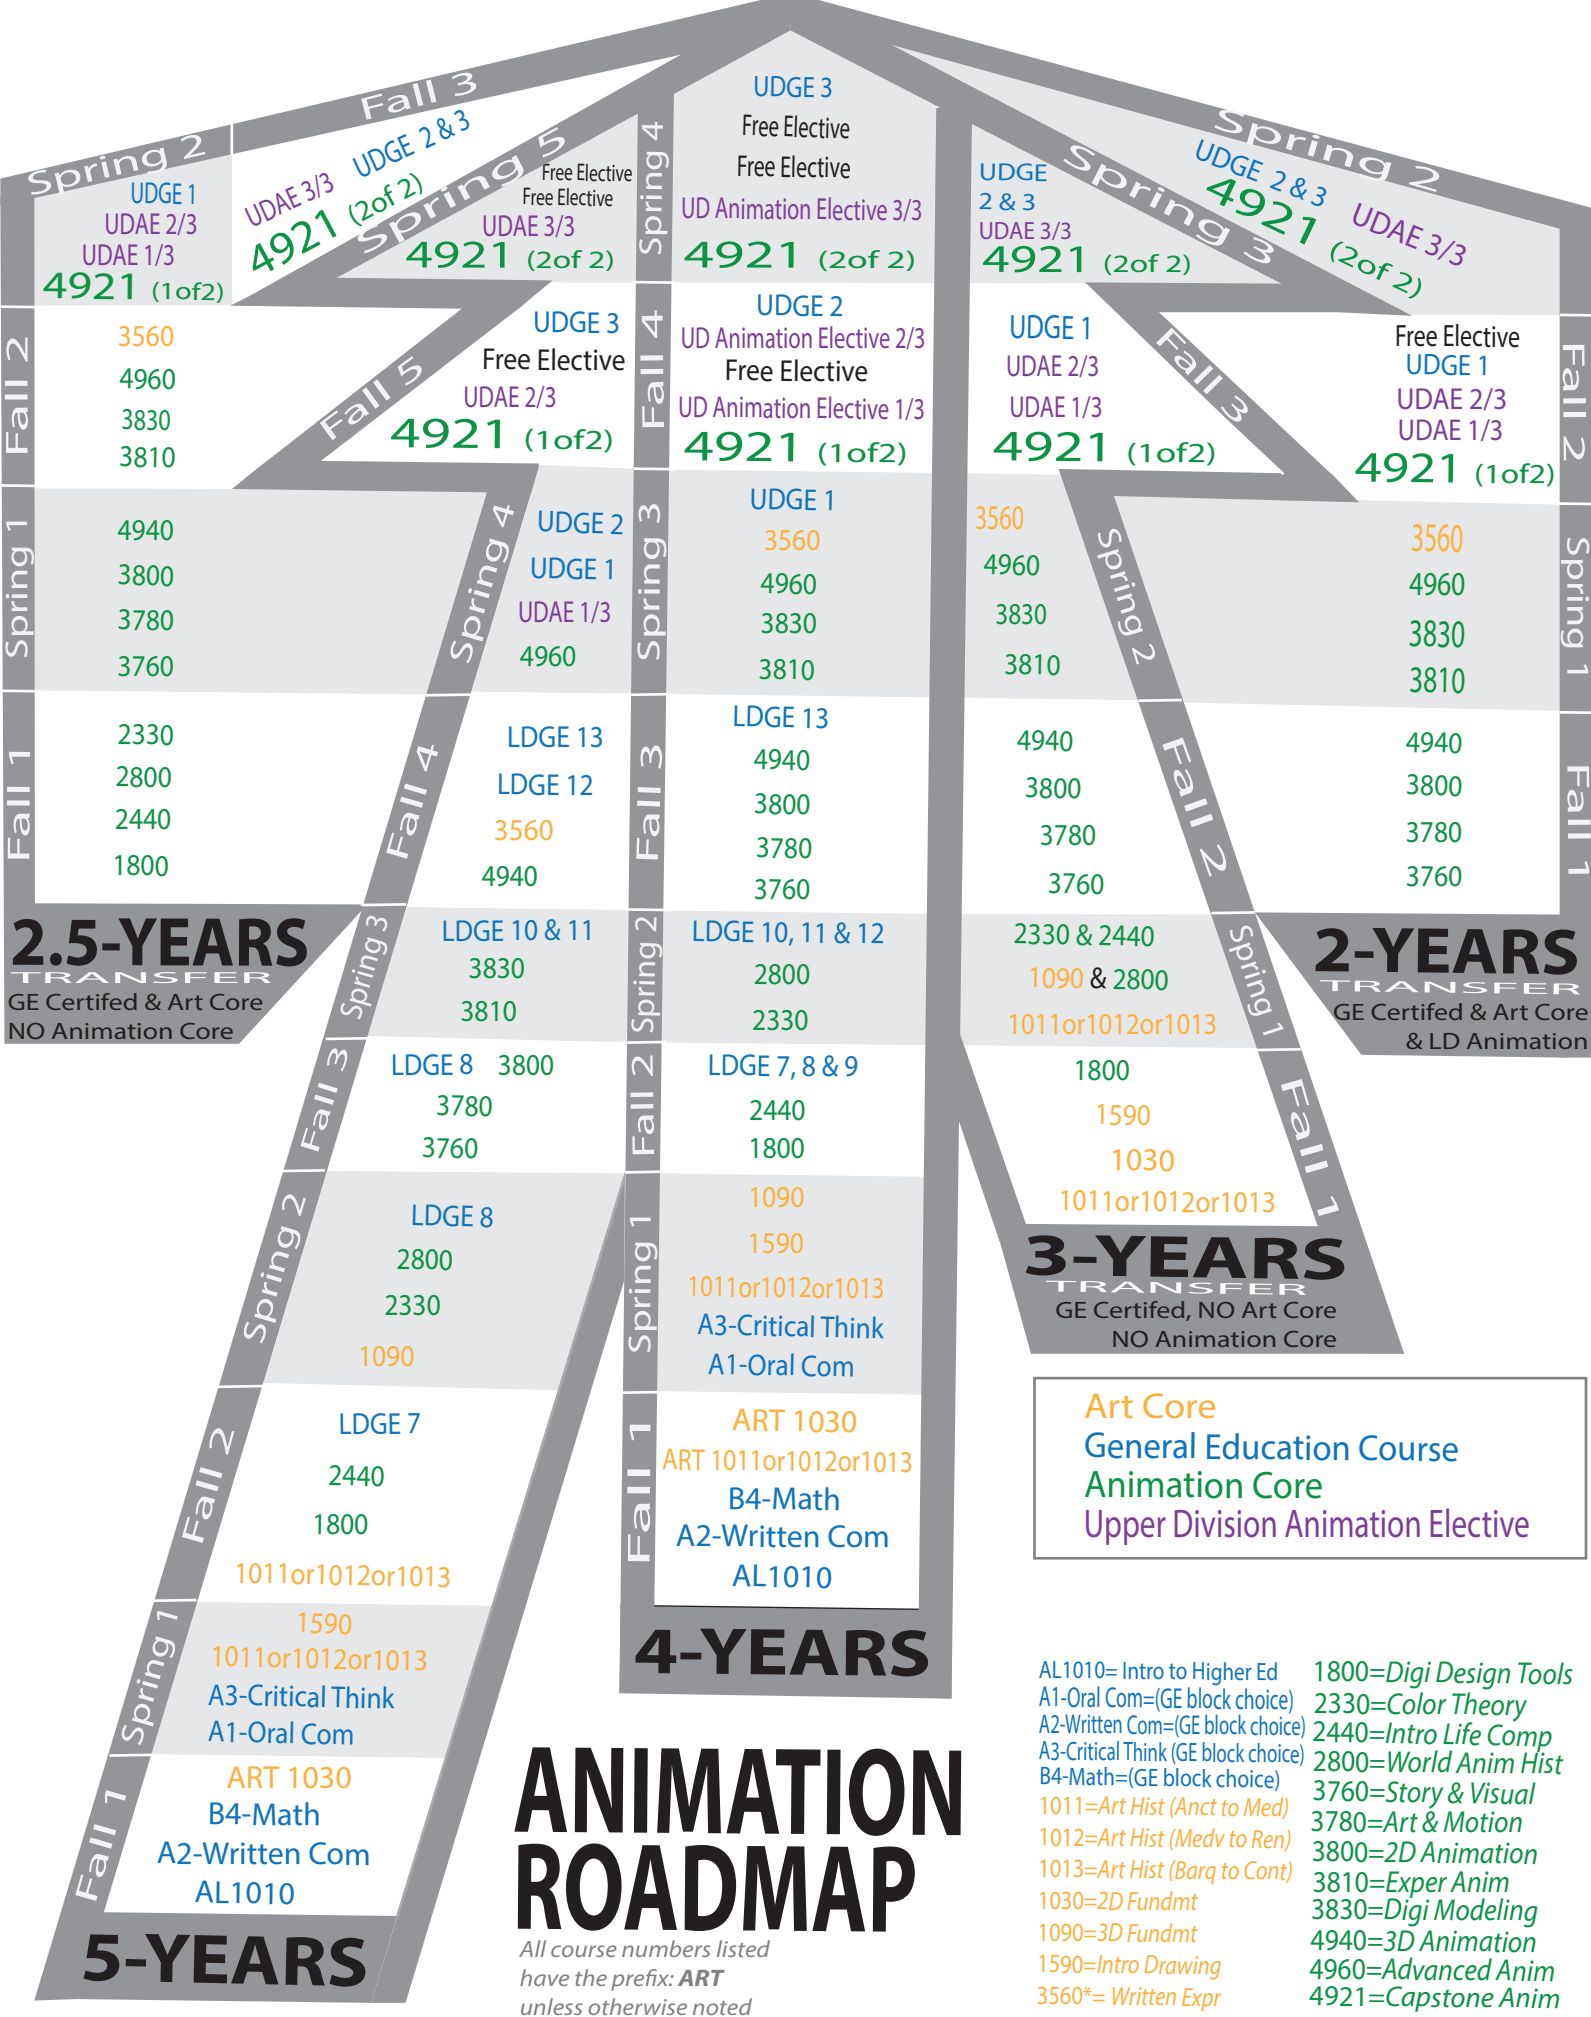 Spring 2
UDGE 1
UDAE 2/3
UDAE 1/3
4921 (1of2)
Fall 2
3560
4960
3830
3810
Spring 1
4940
3800
3780
3760
Fall 1
2330
2800
2440
1800
2.5-YEARS
TRANSFER
GE Certifed & Art Core
NO Animation Core
Fall 3
UDGE 2 & 3
UDAE 3/3
4921 (2of 2)
Spring 5
Free Elective
Free Elective
UDAE 3/3
4921 (2of 2)
Fall 5
UDGE 3
Free Elective
UDAE 2/3
4921 (1of2)
Spring 4
UDGE 2
UDGE 1
UDAE 1/3
4960
Fall 4
LDGE 13
LDGE 12
3560
4940
Spring 3
LDGE 10 & 11
3830
3810
Fall 3
LDGE 8 3800
3780
3760
Spring 2
LDGE 8
2800
2330
1090
Fall 2
LDGE 7
2440
1800
1011or1012or1013
Spring 1
1590
1011or1012or1013
A3-Critical Think
A1-Oral Com
Fall 1
ART 1030
B4-Math
A2-Written Com
AL1010
5-YEARS
Spring 4
UDGE 3
Free Elective
Free Elective
UD Animation Elective 3/3
4921 (2of 2)
Fall 4
UDGE 2
UD Animation Elective 2/3
Free Elective
UD Animation Elective 1/3
4921 (1of2)
Spring 3
UDGE 1
3560
4960
3830
3810
Fall 3
LDGE 13
4940
3800
3780
3760
Spring 2
LDGE 10, 11 & 12
2800
2330
Fall 2
LDGE 7, 8 & 9
2440
1800
Spring 1
1090
1590
1011or1012or1013
A3-Critical Think
A1-Oral Com
Fall 1
ART 1030
ART 1011or1012or1013
B4-Math
A2-Written Com
AL1010
4-YEARS
Spring 3
UDGE
2 & 3
UDAE 3/3
4921 (2of 2)
Fall 3
UDGE 1
UDAE 2/3
UDAE 1/3
4921 (1of2)
Spring 2
3560
4960
3830
3810
Fall 2
4940
3800
3780
3760
Spring 1
2330 & 2440
1090 & 2800
1011or1012or1013
Fall 1
1800
1590
1030
1011or1012or1013
3-YEARS
TRANSFER
GE Certifed, NO Art Core
NO Animation Core
Spring 2
UDGE 2 & 3
4921
UDAE 3/3
(2of 2)
Fall 2
Free Elective
UDGE 1
UDAE 2/3
UDAE 1/3
4921 (1of2)
Spring 1
3560
4960
3830
3810
Fall 1
4940
3800
3780
3760
2-YEARS
TRANSFER
GE Certifed & Art Core
& LD Animation
Art Core
General Education Course
Animation Core
Upper Division Animation Elective
ANIMATION
ROADMAP
All course numbers listed
have the prefix: ART
unless otherwise noted
AL1010= Intro to Higher Ed
A1-Oral Com=(GE block choice)
A2-Written Com=(GE block choice)
A3-Critical Think (GE block choice)
B4-Math=(GE block choice)
1011=Art Hist (Anct to Med)
1012=Art Hist (Medv to Ren)
1013=Art Hist (Barq to Cont)
1030=2D Fundmt
1090=3D Fundmt
1590=Intro Drawing
3560*= Written Expr
1800=Digi Design Tools
2330=Color Theory
2440=Intro Life Comp
2800=World Anim Hist
3760=Story & Visual
3780=Art & Motion
3800=2D Animation
3810=Exper Anim
3830=Digi Modeling
4940=3D Animation
4960=Advanced Anim
4921=Capstone Anim